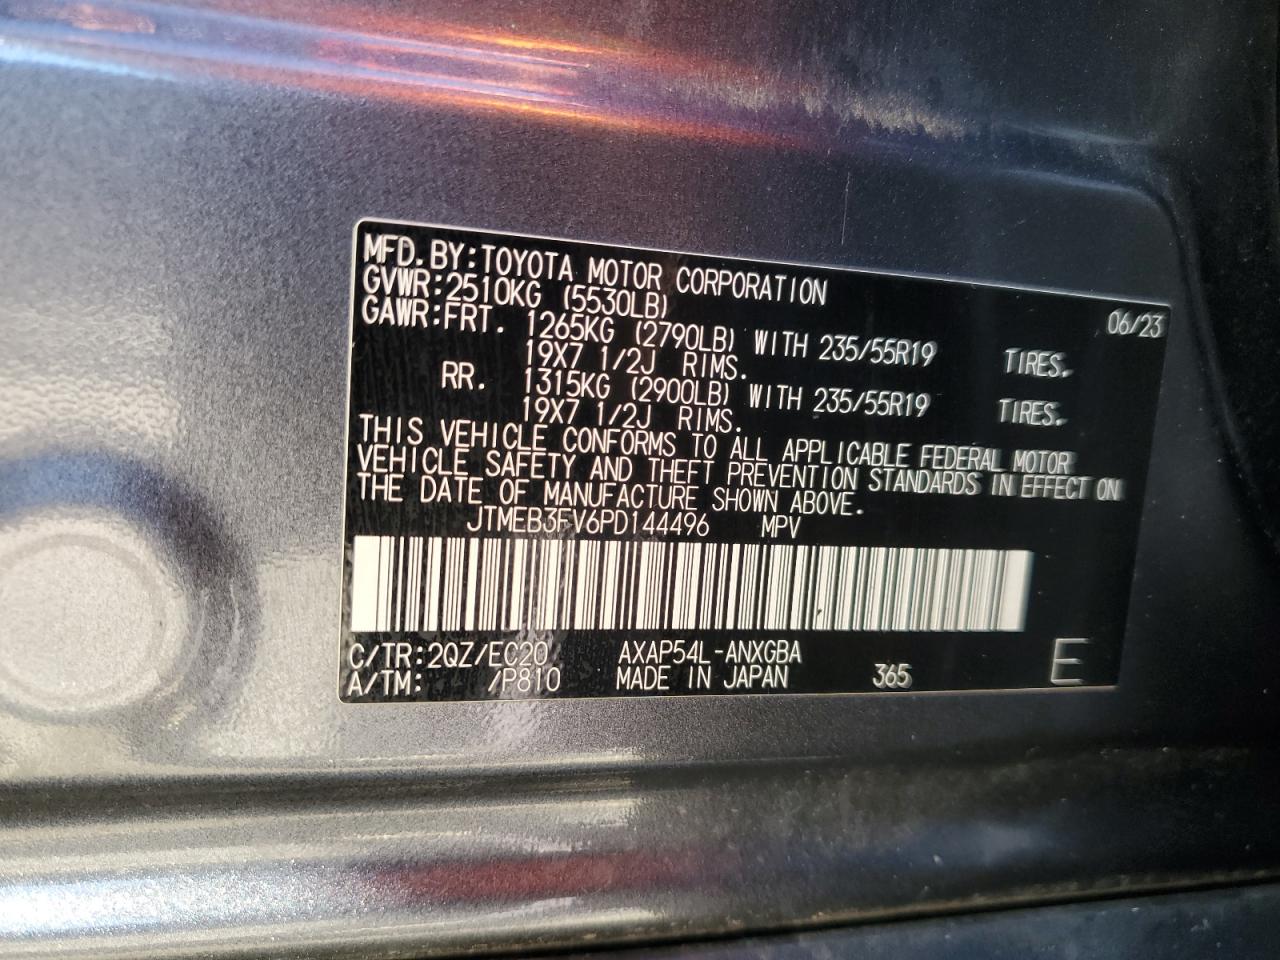 MFD. BY: TOYOTA MOTOR CORPORATION 06/23
GVWR: 2510KG (5530LB)
GAWR: FRT. 1265KG (2790LB) WITH 235/55R19 TIRES.
19X7 1/2J RIMS.
RR. 1315KG (2900LB) WITH 235/55R19 TIRES.
19X7 1/2J RIMS.
THIS VEHICLE CONFORMS TO ALL APPLICABLE FEDERAL MOTOR
VEHICLE SAFETY AND THEFT PREVENTION STANDARDS IN EFFECT ON
THE DATE OF MANUFACTURE SHOWN ABOVE.
JTMEB3FV6PD144496 MPV
C/TR: 2QZ/EC20 AXAP54L-ANXGBA
A/TM: /P810 MADE IN JAPAN 365 E